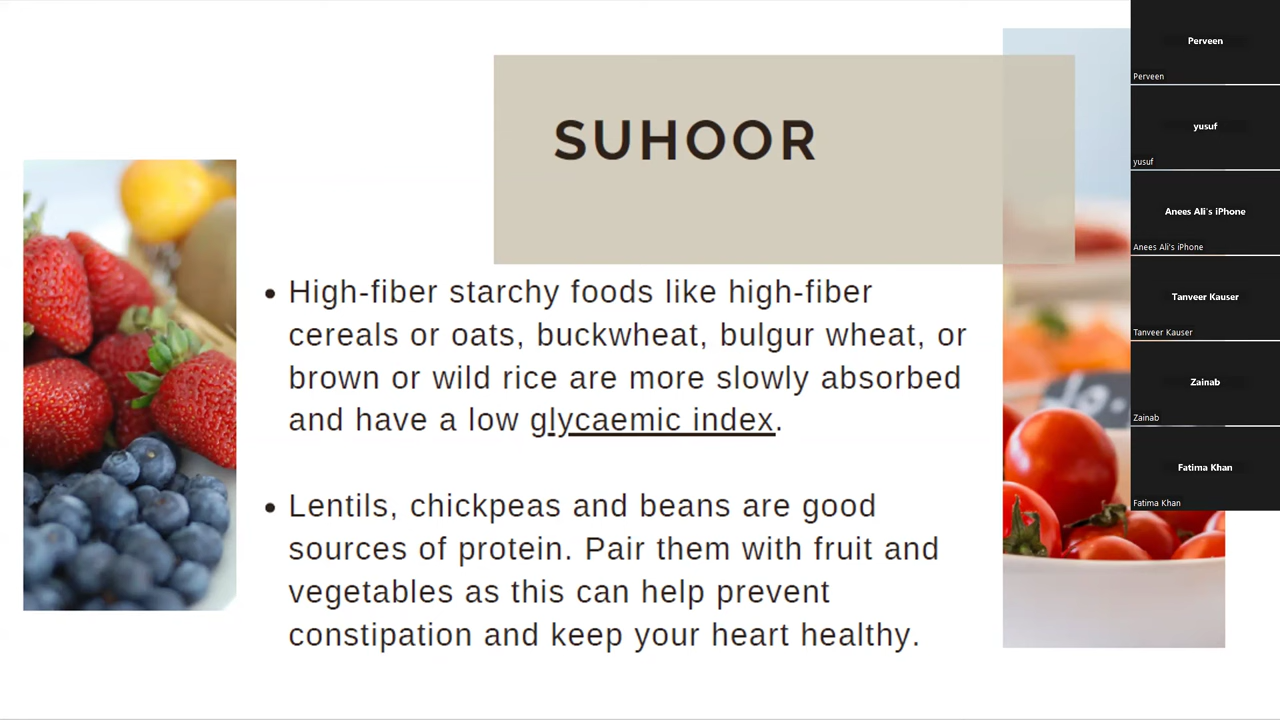 SUHOOR
• High-fiber starchy foods like high-fiber
cereals or oats, buckwheat, bulgur wheat, or
brown or wild rice are more slowly absorbed
and have a low glycaemic index.
• Lentils, chickpeas and beans are good
sources of protein. Pair them with fruit and
vegetables as this can help prevent
constipation and keep your heart healthy.
Perveen
Perveen
yusuf
yusuf
Anees Ali's iPhone
Anees Ali's iPhone
Tanveer Kauser
Tanveer Kauser
Zainab
Zainab
Fatima Khan
Fatima Khan